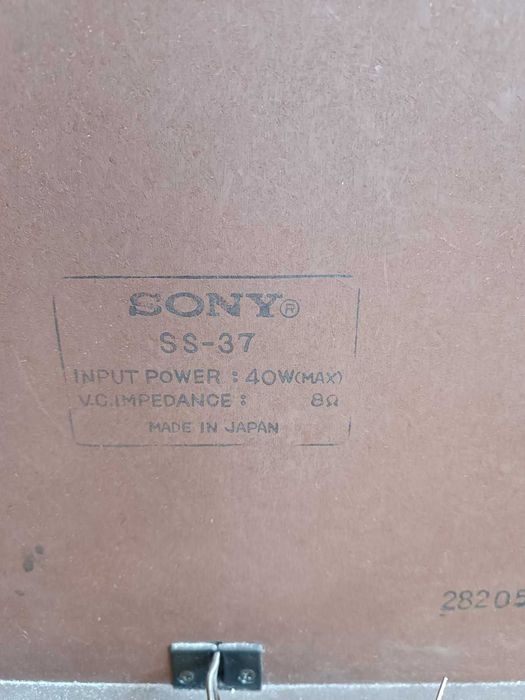 SONY®
SS-37
INPUT POWER : 40W(MAX)
V.C.IMPEDANCE : 8Ω
MADE IN JAPAN
28205